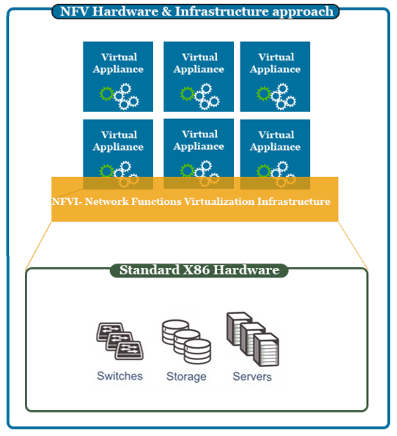 NFV Hardware & Infrastructure approach
Virtual
Appliance
Virtual
Appliance
Virtual
Appliance
Virtual
Appliance
Virtual
Appliance
Virtual
Appliance
NFVI- Network Functions Virtualization Infrastructure
Standard X86 Hardware
Switches
Storage
Servers